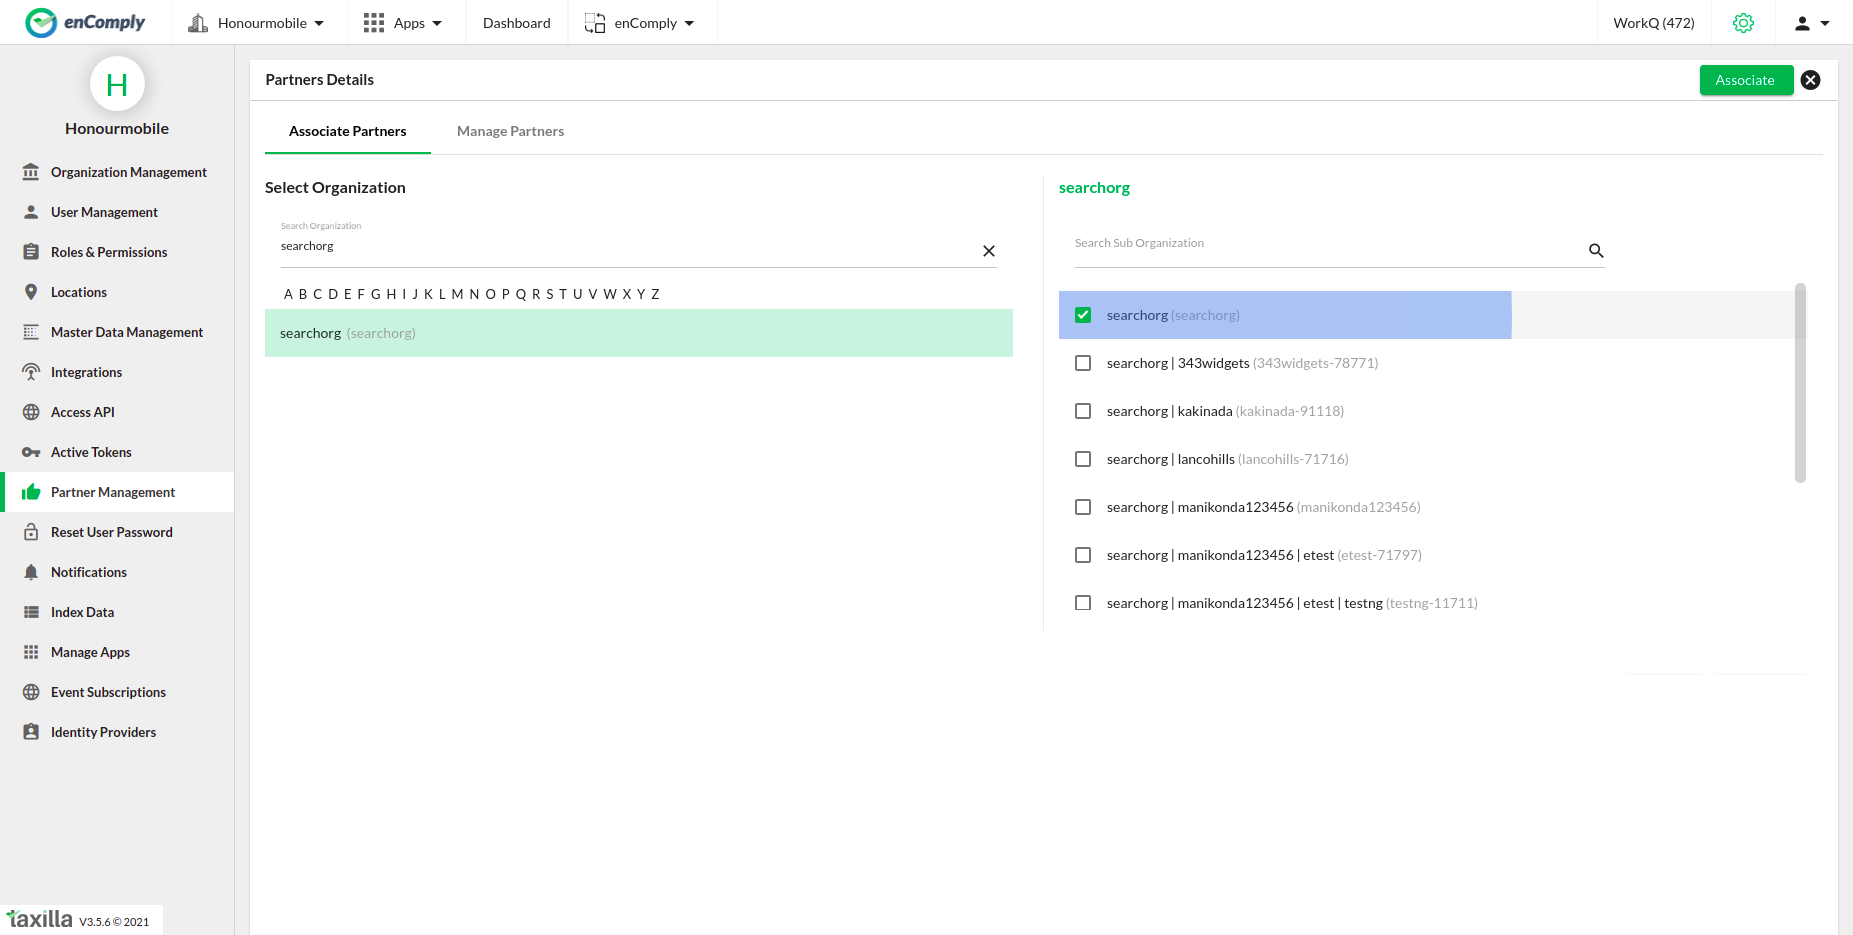 enComply
Honourmobile
Apps
Dashboard
enComply
WorkQ (472)
H
Honourmobile
Organization Management
User Management
Roles & Permissions
Locations
Master Data Management
Integrations
Access API
Active Tokens
Partner Management
Reset User Password
Notifications
Index Data
Manage Apps
Event Subscriptions
Identity Providers
taxilla V3.5.6 © 2021
Partners Details
Associate
Associate Partners
Manage Partners
Select Organization
Search Organization
searchorg
A B C D E F G H I J K L M N O P Q R S T U V W X Y Z
searchorg (searchorg)
searchorg
Search Sub Organization
searchorg (searchorg)
searchorg | 343widgets (343widgets-78771)
searchorg | kakinada (kakinada-91118)
searchorg | lancohills (lancohills-71716)
searchorg | manikonda123456 (manikonda123456)
searchorg | manikonda123456 | etest (etest-71797)
searchorg | manikonda123456 | etest | testng (testng-11711)